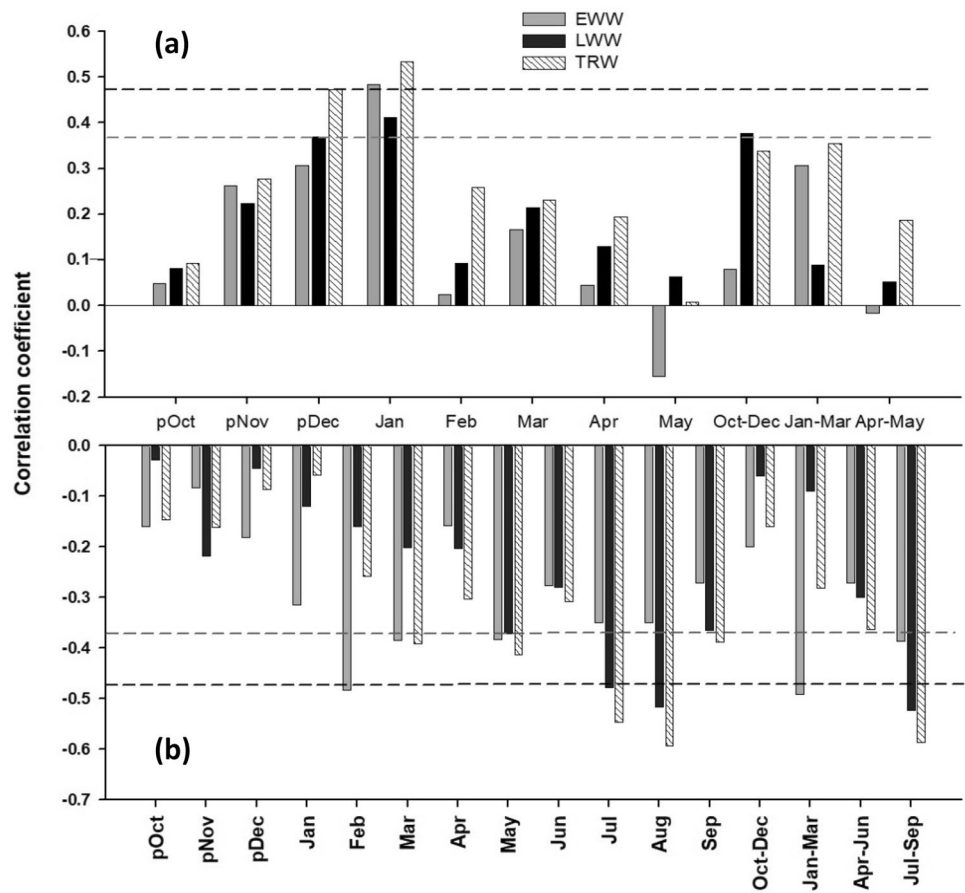 EWW
LWW
TRW
(a)
0.6
0.5
0.4
0.3
0.2
0.1
0.0
-0.1
-0.2
pOct pNov pDec Jan Feb Mar Apr May Oct-Dec Jan-Mar Apr-May
Correlation coefficient
0.0
-0.1
-0.2
-0.3
-0.4
-0.5
-0.6
-0.7
(b)
pOct pNov pDec Jan Feb Mar Apr May Jun Jul Aug Sep Oct-Dec Jan-Mar Apr-Jun Jul-Sep